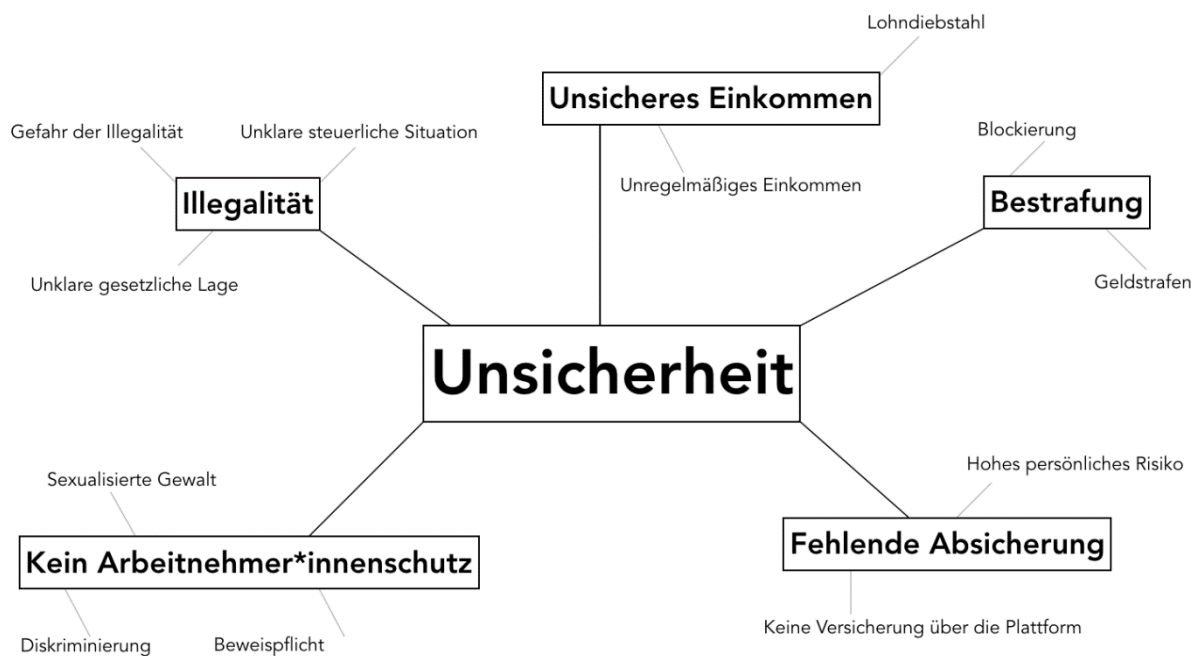 Lohndiebstahl
Unsicheres Einkommen
Gefahr der Illegalität
Unklare steuerliche Situation
Blockierung
Unregelmäßiges Einkommen
Illegalität
Bestrafung
Unklare gesetzliche Lage
Geldstrafen
Unsicherheit
Hohes persönliches Risiko
Sexualisierte Gewalt
Fehlende Absicherung
Kein Arbeitnehmer*innenschutz
Keine Versicherung über die Plattform
Diskriminierung
Beweispflicht